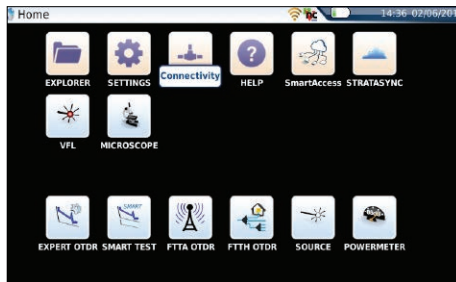 Home 14:36 02/06/201
EXPLORER SETTINGS Connectivity HELP SmartAccess STRATASYNC
VFL MICROSCOPE
SMART
EXPERT OTDR SMART TEST FTTA OTDR FTTH OTDR SOURCE POWERMETER